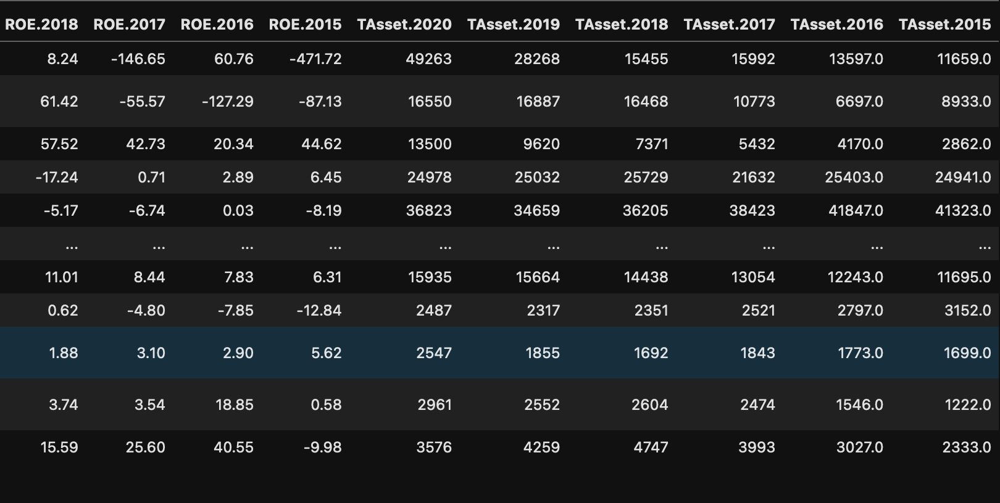 ROE.2018 ROE.2017 ROE.2016 ROE.2015 TAsset.2020 TAsset.2019 TAsset.2018 TAsset.2017 TAsset.2016 TAsset.2015
8.24 -146.65 60.76 -471.72 49263 28268 15455 15992 13597.0 11659.0
61.42 -55.57 -127.29 -87.13 16550 16887 16468 10773 6697.0 8933.0
57.52 42.73 20.34 44.62 13500 9620 7371 5432 4170.0 2862.0
-17.24 0.71 2.89 6.45 24978 25032 25729 21632 25403.0 24941.0
-5.17 -6.74 0.03 -8.19 36823 34659 36205 38423 41847.0 41323.0
... ... ... ... ... ... ... ... ... ...
11.01 8.44 7.83 6.31 15935 15664 14438 13054 12243.0 11695.0
0.62 -4.80 -7.85 -12.84 2487 2317 2351 2521 2797.0 3152.0
1.88 3.10 2.90 5.62 2547 1855 1692 1843 1773.0 1699.0
3.74 3.54 18.85 0.58 2961 2552 2604 2474 1546.0 1222.0
15.59 25.60 40.55 -9.98 3576 4259 4747 3993 3027.0 2333.0